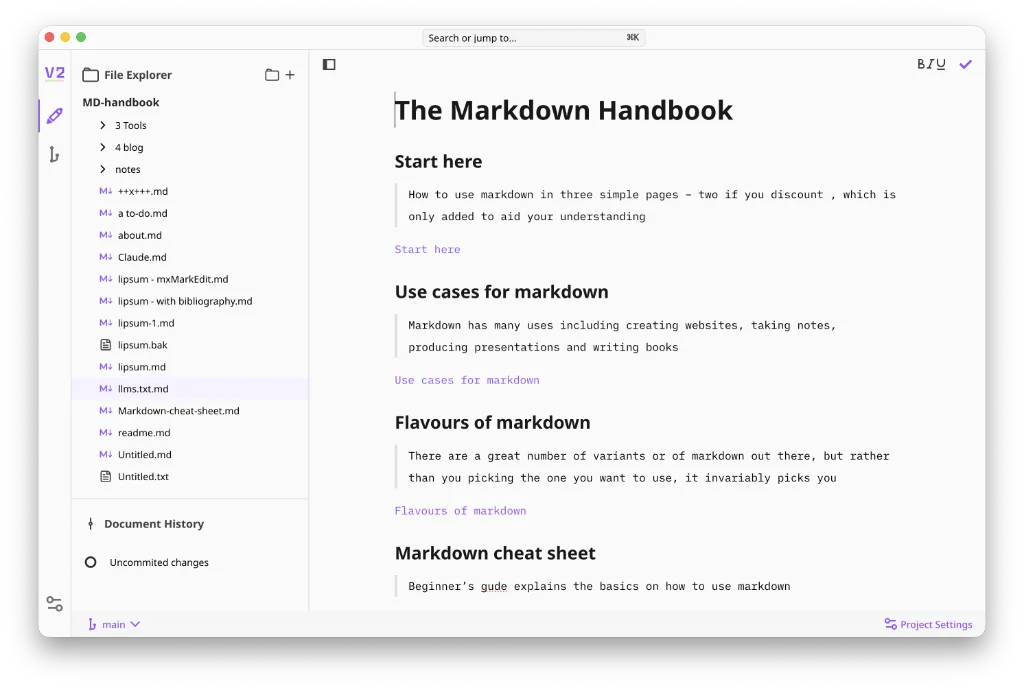 Search or jump to... ⌘K
V2
File Explorer
MD-handbook
3 Tools
4 blog
notes
M↓ ++x+++.md
M↓ a to-do.md
M↓ about.md
M↓ Claude.md
M↓ lipsum - mxMarkEdit.md
M↓ lipsum - with bibliography.md
M↓ lipsum-1.md
lipsum.bak
M↓ lipsum.md
M↓ llms.txt.md
M↓ Markdown-cheat-sheet.md
M↓ readme.md
M↓ Untitled.md
Untitled.txt
Document History
Uncommited changes
main
B I U
The Markdown Handbook
Start here
How to use markdown in three simple pages – two if you discount , which is
only added to aid your understanding
Start here
Use cases for markdown
Markdown has many uses including creating websites, taking notes,
producing presentations and writing books
Use cases for markdown
Flavours of markdown
There are a great number of variants or of markdown out there, but rather
than you picking the one you want to use, it invariably picks you
Flavours of markdown
Markdown cheat sheet
Beginner’s gude explains the basics on how to use markdown
Project Settings